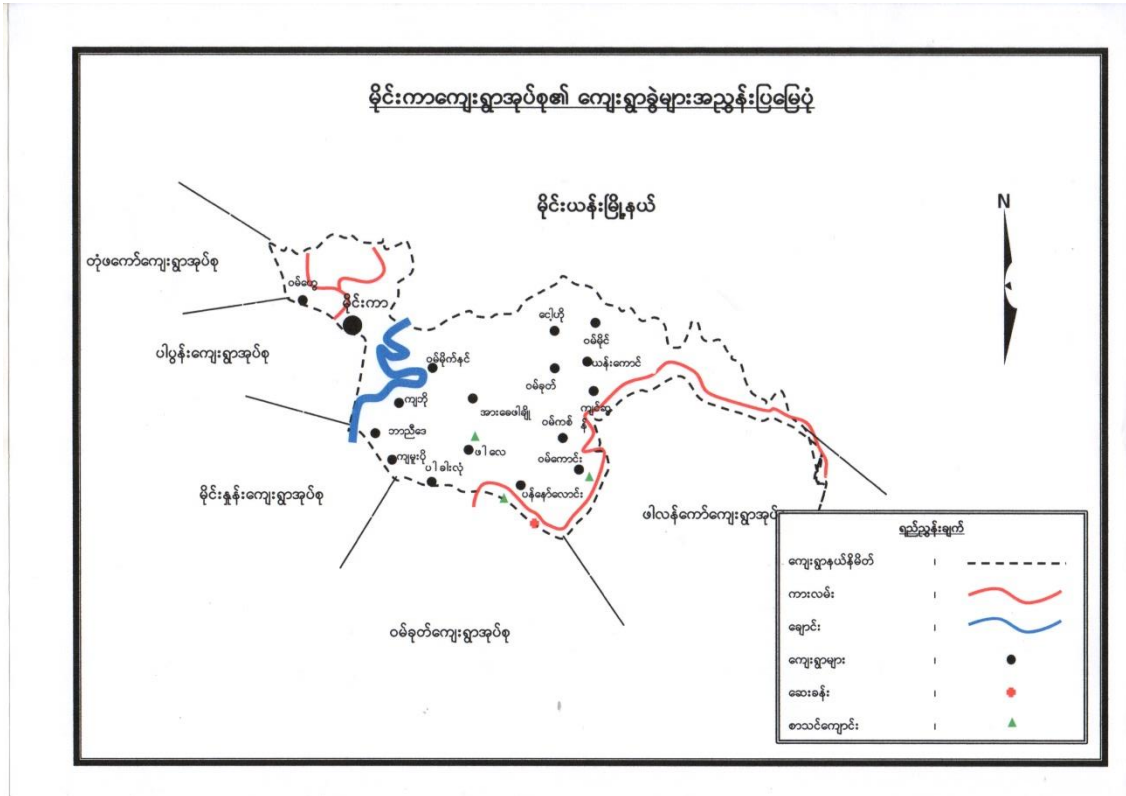 မိုင်းကာကျေးရွာအုပ်စု၏ ကျေးရွာခွဲများအညွှန်းပြမြေပုံ
မိုင်းယန်းမြို့နယ်
N
တုံဖကော်ကျေးရွာအုပ်စု
ဝမ်တွေ
မိုင်းကာ
ပါပွန်းကျေးရွာအုပ်စု
ငေါ့ဟို
ဝမ်မိုင်
ဝမ်မိုက်နင်
ယန်းကောင်
ဝမ်ခုတ်
ကျဘို
အားခေဖါချို
ဝမ်ကစ်
ဘာညီဒေ
ဖါလေ
ဝမ်ကောင်း
ကျမူးပိ
ပါခါးလုံ
ပန်နော်လောင်း
မိုင်းနှုန်းကျေးရွာအုပ်စု
ဖါလန်ကော်ကျေးရွာအုပ်
ဝမ်ခုတ်ကျေးရွာအုပ်စု
ရည်ညွှန်းချက်
ကျေးရွာနယ်နိမိတ် ၊
ကားလမ်း ၊
ချောင်း ၊
ကျေးရွာများ ၊
ဆေးခန်း ၊
စာသင်ကျောင်း ၊